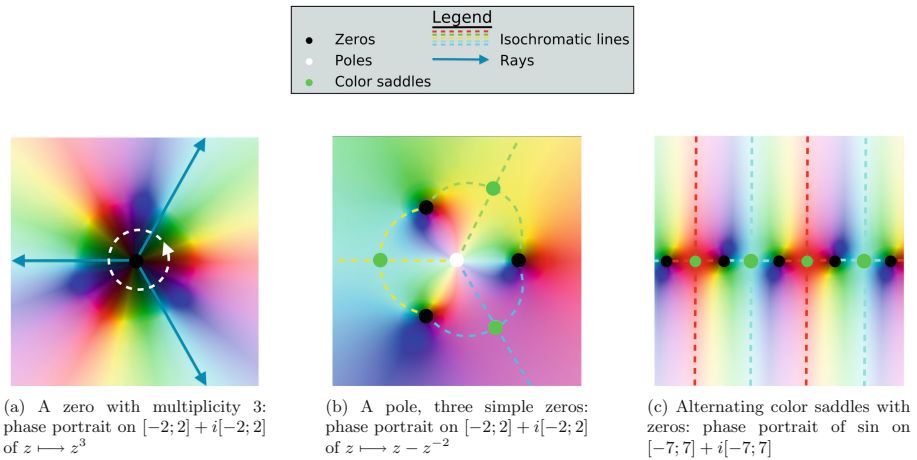 Legend
Zeros
Isochromatic lines
Poles
Rays
Color saddles
(a) A zero with multiplicity 3:
phase portrait on [−2; 2] + i[−2; 2]
of z ⟼ z³
(b) A pole, three simple zeros:
phase portrait on [−2; 2] + i[−2; 2]
of z ⟼ z − z⁻²
(c) Alternating color saddles with
zeros: phase portrait of sin on
[−7; 7] + i[−7; 7]